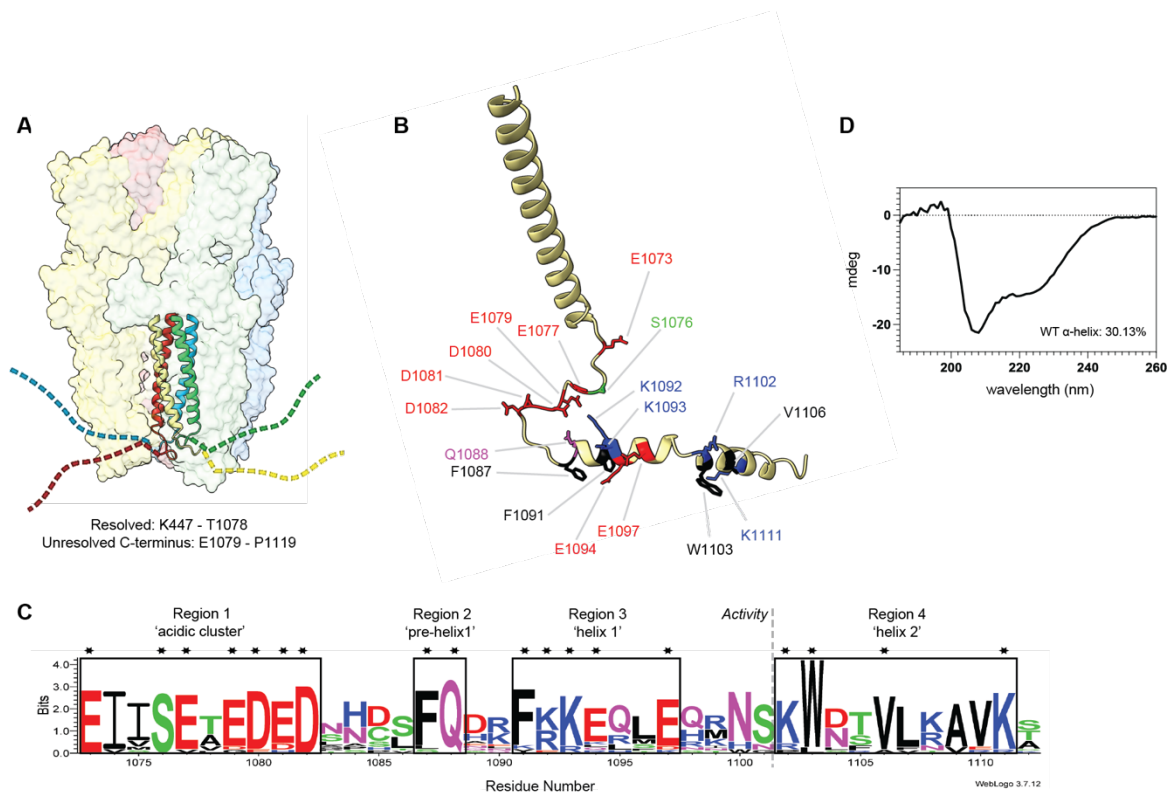 A
Resolved: K447 - T1078
Unresolved C-terminus: E1079 - P1119
B
E1073
E1079
E1077
S1076
D1080
D1081
D1082
K1092
K1093
R1102
V1106
Q1088
F1087
F1091
E1097
E1094
W1103
K1111
D
0
-10
-20
mdeg
WT α-helix: 30.13%
200 220 240 260
wavelength (nm)
C
Region 1
'acidic cluster'
Region 2
'pre-helix1'
Region 3
'helix 1'
Activity
Region 4
'helix 2'
* * * * * * * * * * * * * * * * * *
Bits
4.0
3.0
2.0
1.0
0.0
EITSETEDEDNHDSFQDRFKKEQLEQRNSKWDTVLKAVKS
1075 1080 1085 1090 1095 1100 1105 1110
Residue Number
WebLogo 3.7.12